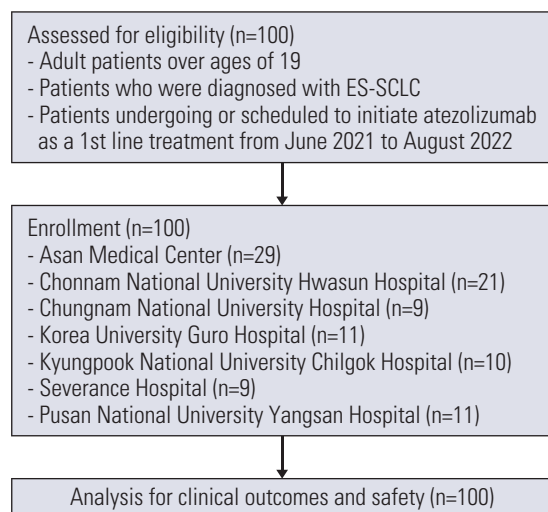 Assessed for eligibility (n=100)
- Adult patients over ages of 19
- Patients who were diagnosed with ES-SCLC
- Patients undergoing or scheduled to initiate atezolizumab
as a 1st line treatment from June 2021 to August 2022
Enrollment (n=100)
- Asan Medical Center (n=29)
- Chonnam National University Hwasun Hospital (n=21)
- Chungnam National University Hospital (n=9)
- Korea University Guro Hospital (n=11)
- Kyungpook National University Chilgok Hospital (n=10)
- Severance Hospital (n=9)
- Pusan National University Yangsan Hospital (n=11)
Analysis for clinical outcomes and safety (n=100)